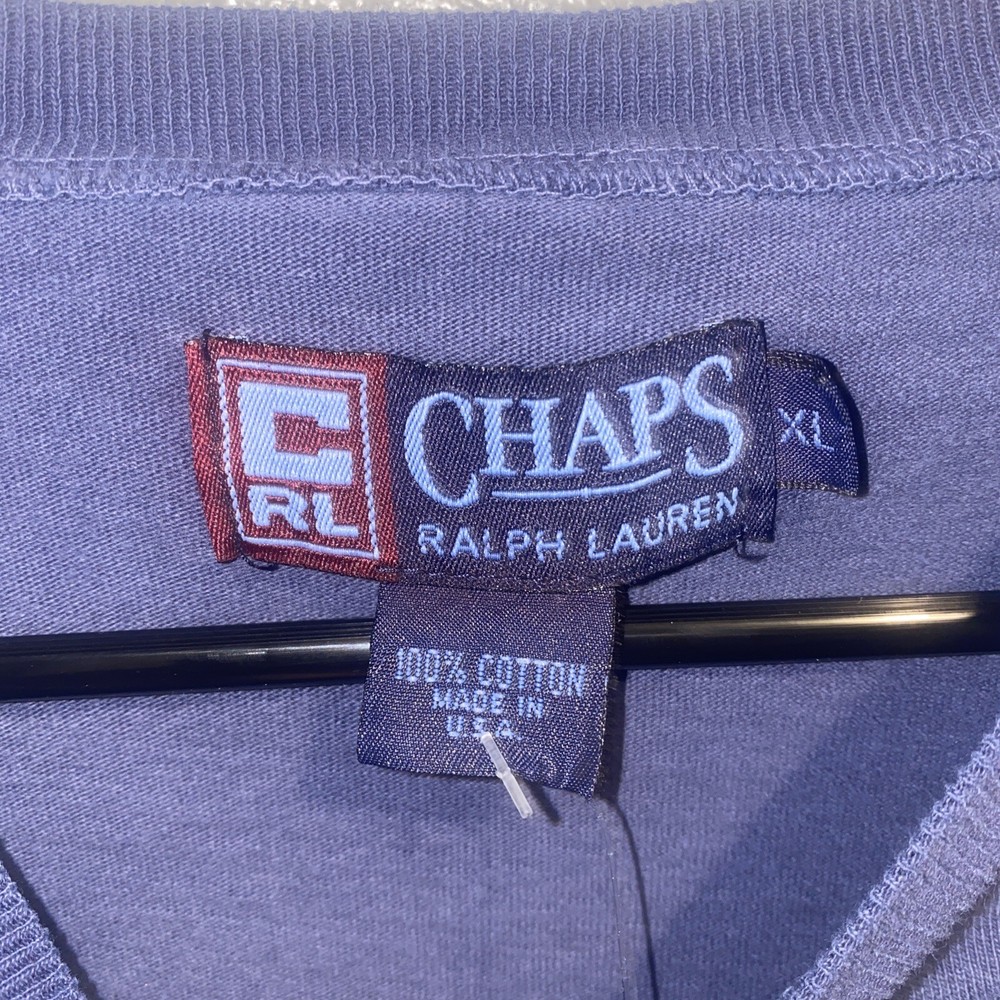 C
RL
CHAPS
RALPH LAUREN
XL
100% COTTON
MADE IN
U.S.A.